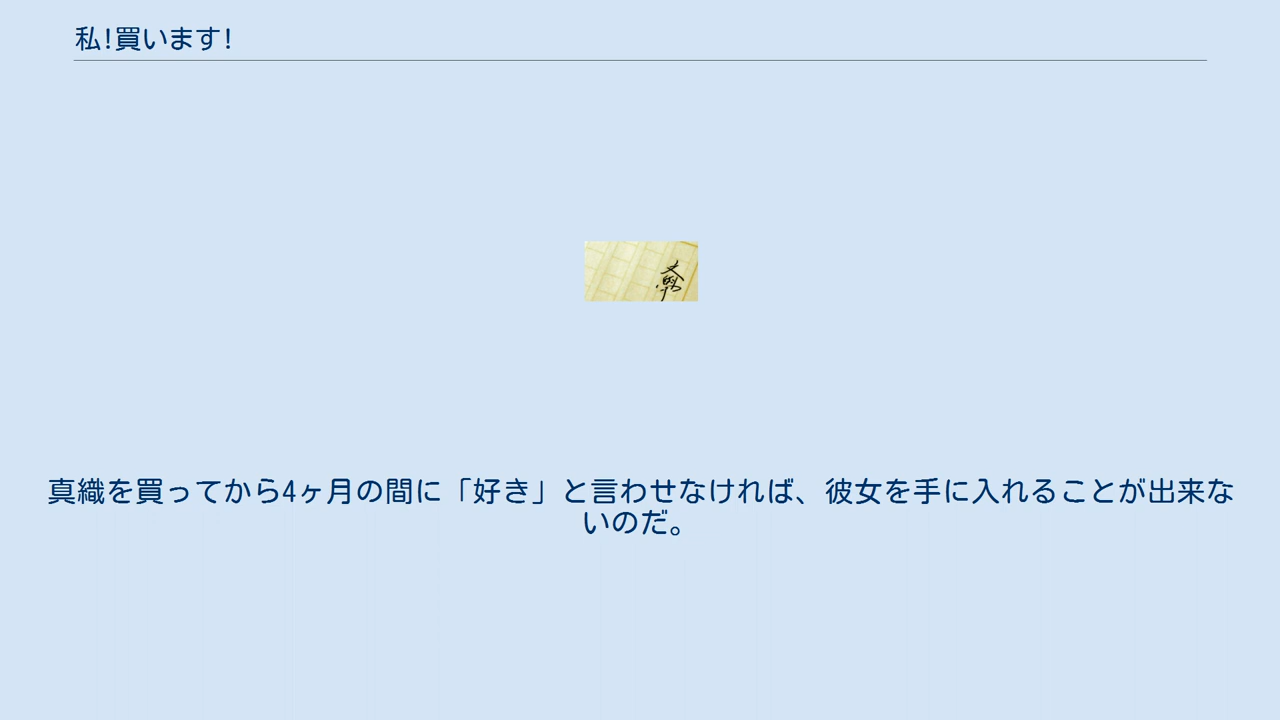 私!買います!
真織を買ってから4ヶ月の間に「好き」と言わせなければ、彼女を手に入れることが出来な
いのだ。